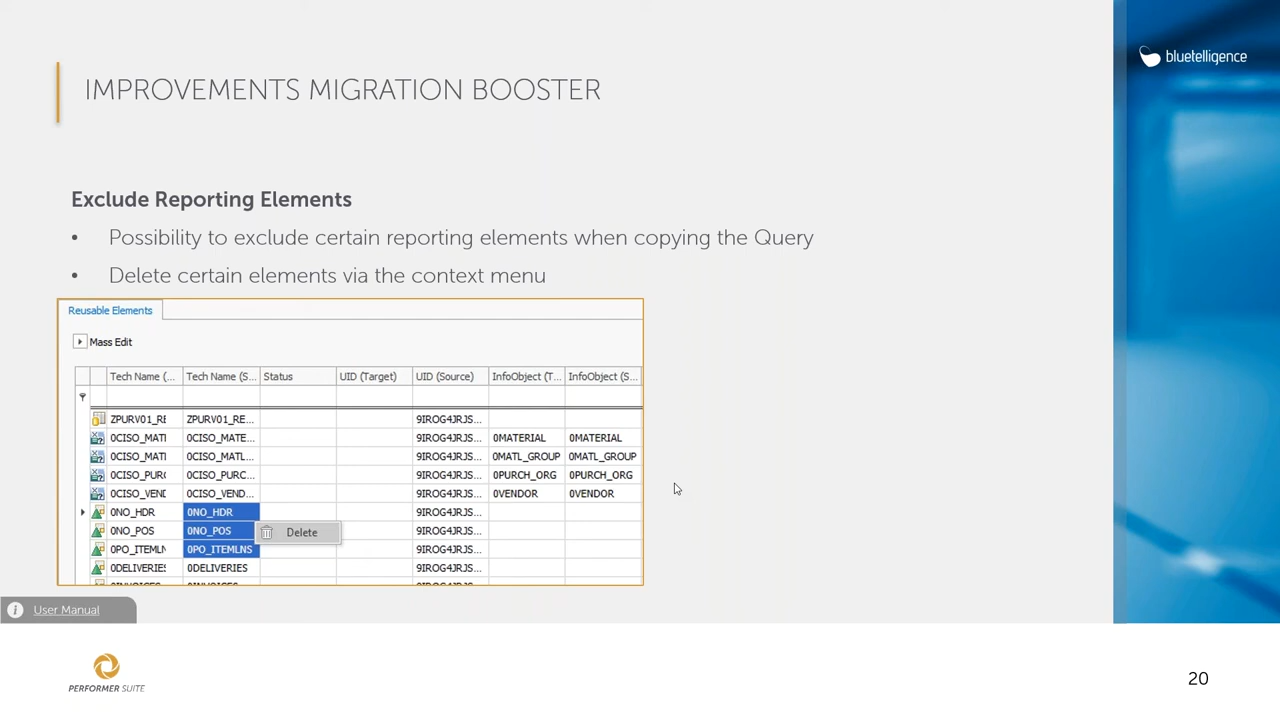 IMPROVEMENTS MIGRATION BOOSTER
bluetelligence
Exclude Reporting Elements
• Possibility to exclude certain reporting elements when copying the Query
• Delete certain elements via the context menu
Reusable Elements
Mass Edit
Tech Name (... Tech Name (S... Status UID (Target) UID (Source) InfoObject (T... InfoObject (S...
ZPURV01_RE ZPURV01_RE... 9IROG4JRJS...
0CISO_MATI 0CISO_MATE... 9IROG4JRJS... 0MATERIAL 0MATERIAL
0CISO_MATI 0CISO_MATL... 9IROG4JRJS... 0MATL_GROUP 0MATL_GROUP
0CISO_PUR( 0CISO_PURC... 9IROG4JRJS... 0PURCH_ORG 0PURCH_ORG
0CISO_VEND 0CISO_VEND... 9IROG4JRJS... 0VENDOR 0VENDOR
0NO_HDR 0NO_HDR 9IROG4JRJS...
0NO_POS 0NO_POS Delete 9IROG4JRJS...
0PO_ITEMLN 0PO_ITEMLNS 9IROG4JRJS...
0DELIVERIES 0DELIVERIES 9IROG4JRJS...
User Manual
PERFORMER SUITE
20